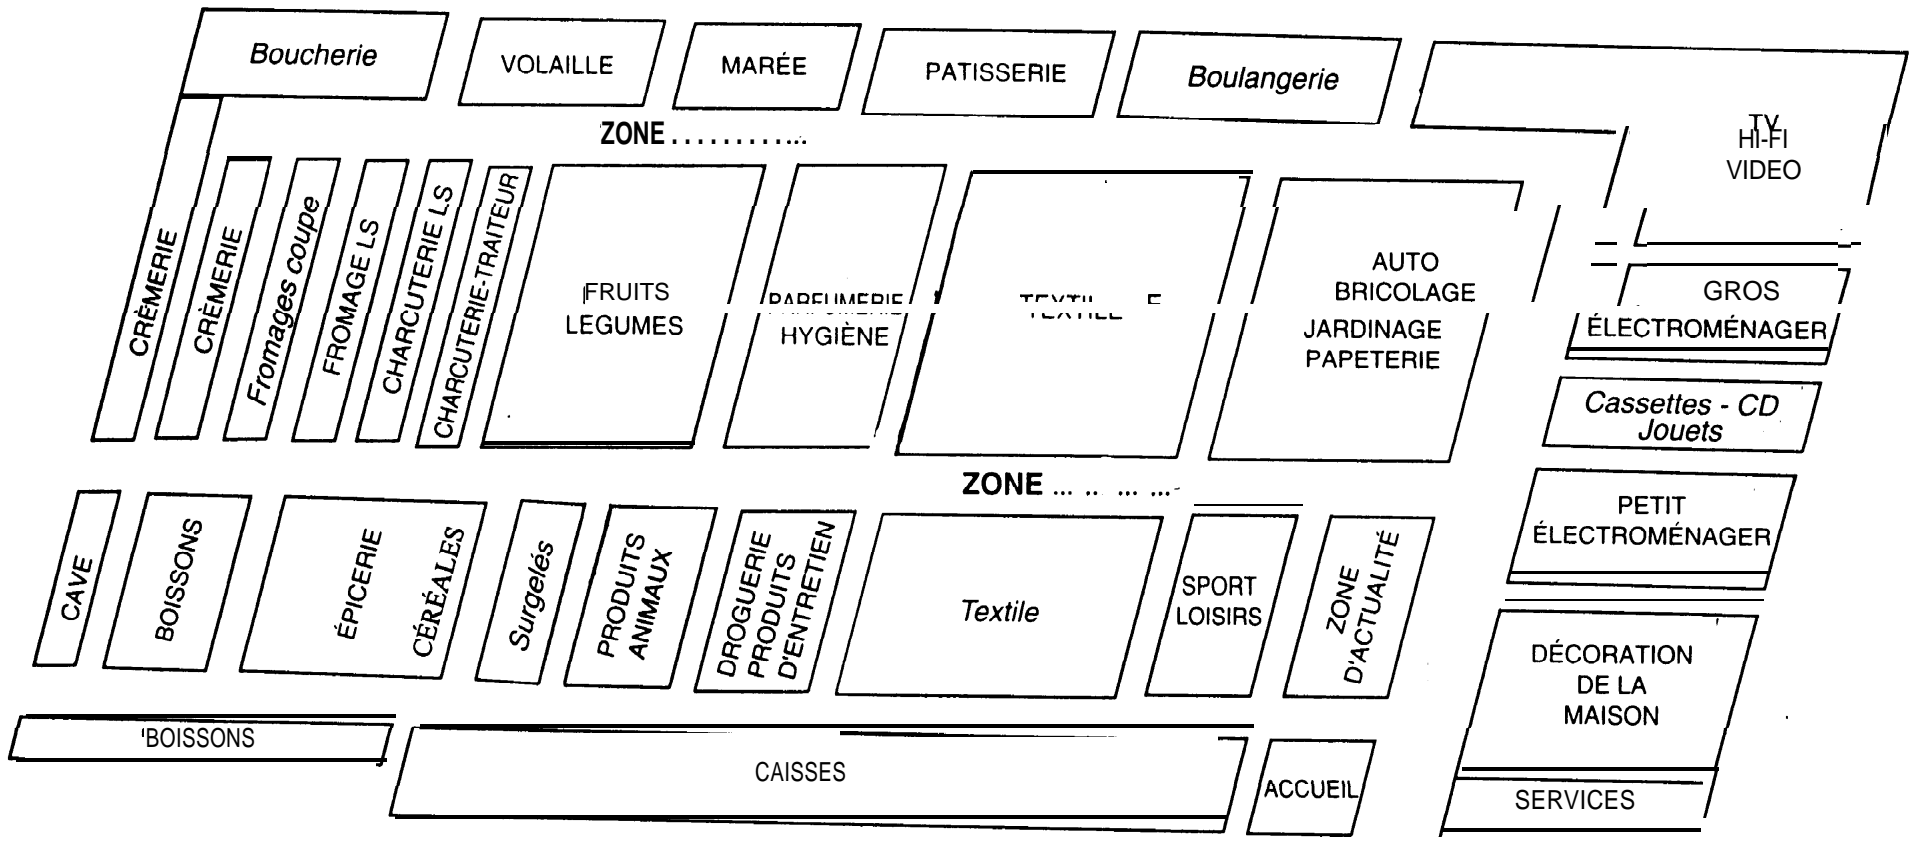 Boucherie
VOLAILLE
MARÉE
PATISSERIE
Boulangerie
TV
HI-FI
VIDEO
ZONE ............
CRÈMERIE
CRÈMERIE
Fromages coupe
FROMAGE LS
CHARCUTERIE LS
CHARCUTERIE-TRAITEUR
FRUITS
LEGUMES
PARFUMERIE
HYGIÈNE
TEXTILE
AUTO
BRICOLAGE
JARDINAGE
PAPETERIE
GROS
ÉLECTROMÉNAGER
Cassettes - CD
Jouets
ZONE ... .. ... ...
PETIT
ÉLECTROMÉNAGER
CAVE
BOISSONS
ÉPICERIE
CÉRÉALES
Surgelés
PRODUITS
ANIMAUX
DROGUERIE
PRODUITS
D'ENTRETIEN
Textile
SPORT
LOISIRS
ZONE
D'ACTUALITÉ
DÉCORATION
DE LA
MAISON
BOISSONS
CAISSES
ACCUEIL
SERVICES